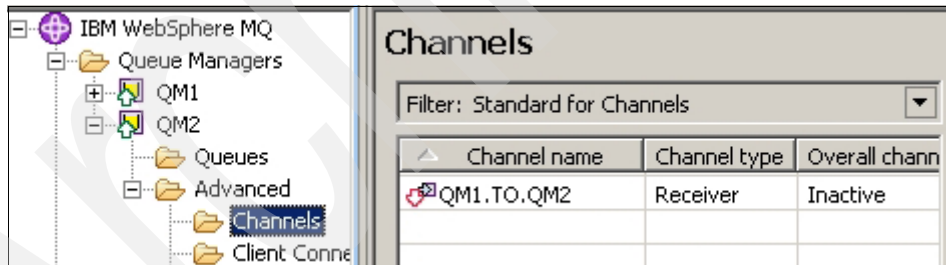 IBM WebSphere MQ
Queue Managers
QM1
QM2
Queues
Advanced
Channels
Client Conne
Channels
Filter: Standard for Channels
Channel name Channel type Overall chann
QM1.TO.QM2 Receiver Inactive